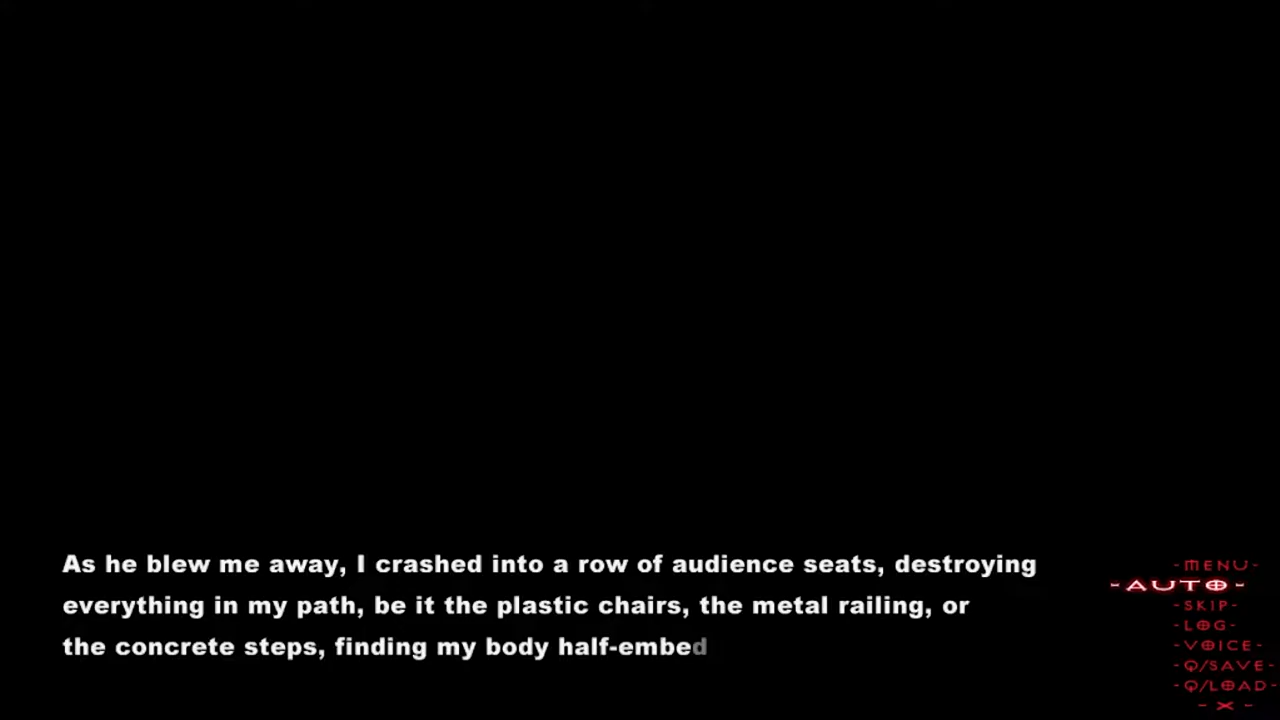 As he blew me away, I crashed into a row of audience seats, destroying
everything in my path, be it the plastic chairs, the metal railing, or
the concrete steps, finding my body half-embed
-MENU-
-AUTO-
-SKIP-
-LOG-
-VOICE-
-Q/SAVE-
-Q/LOAD-
-X-